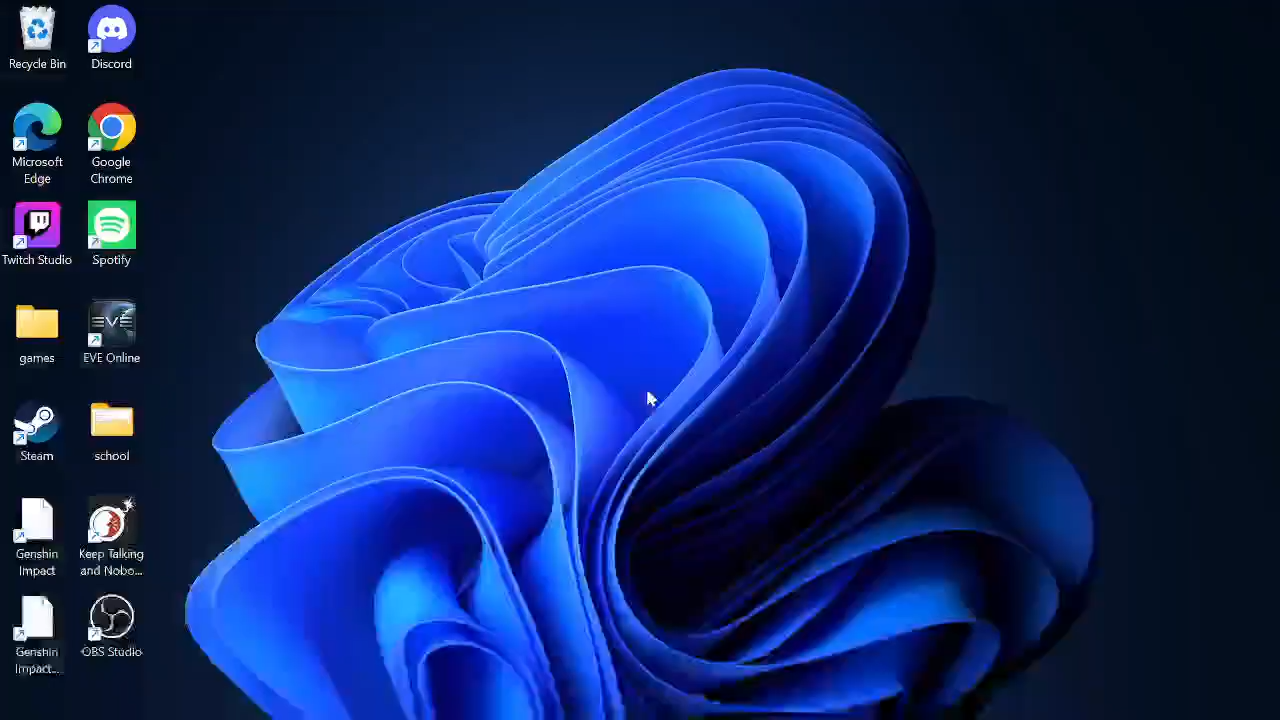 Recycle Bin
Discord
Microsoft
Edge
Google
Chrome
Twitch Studio
Spotify
games
EVE
EVE Online
Steam
school
Genshin
Impact
Keep Talking
and Nobo...
Genshin
Impact...
OBS Studio